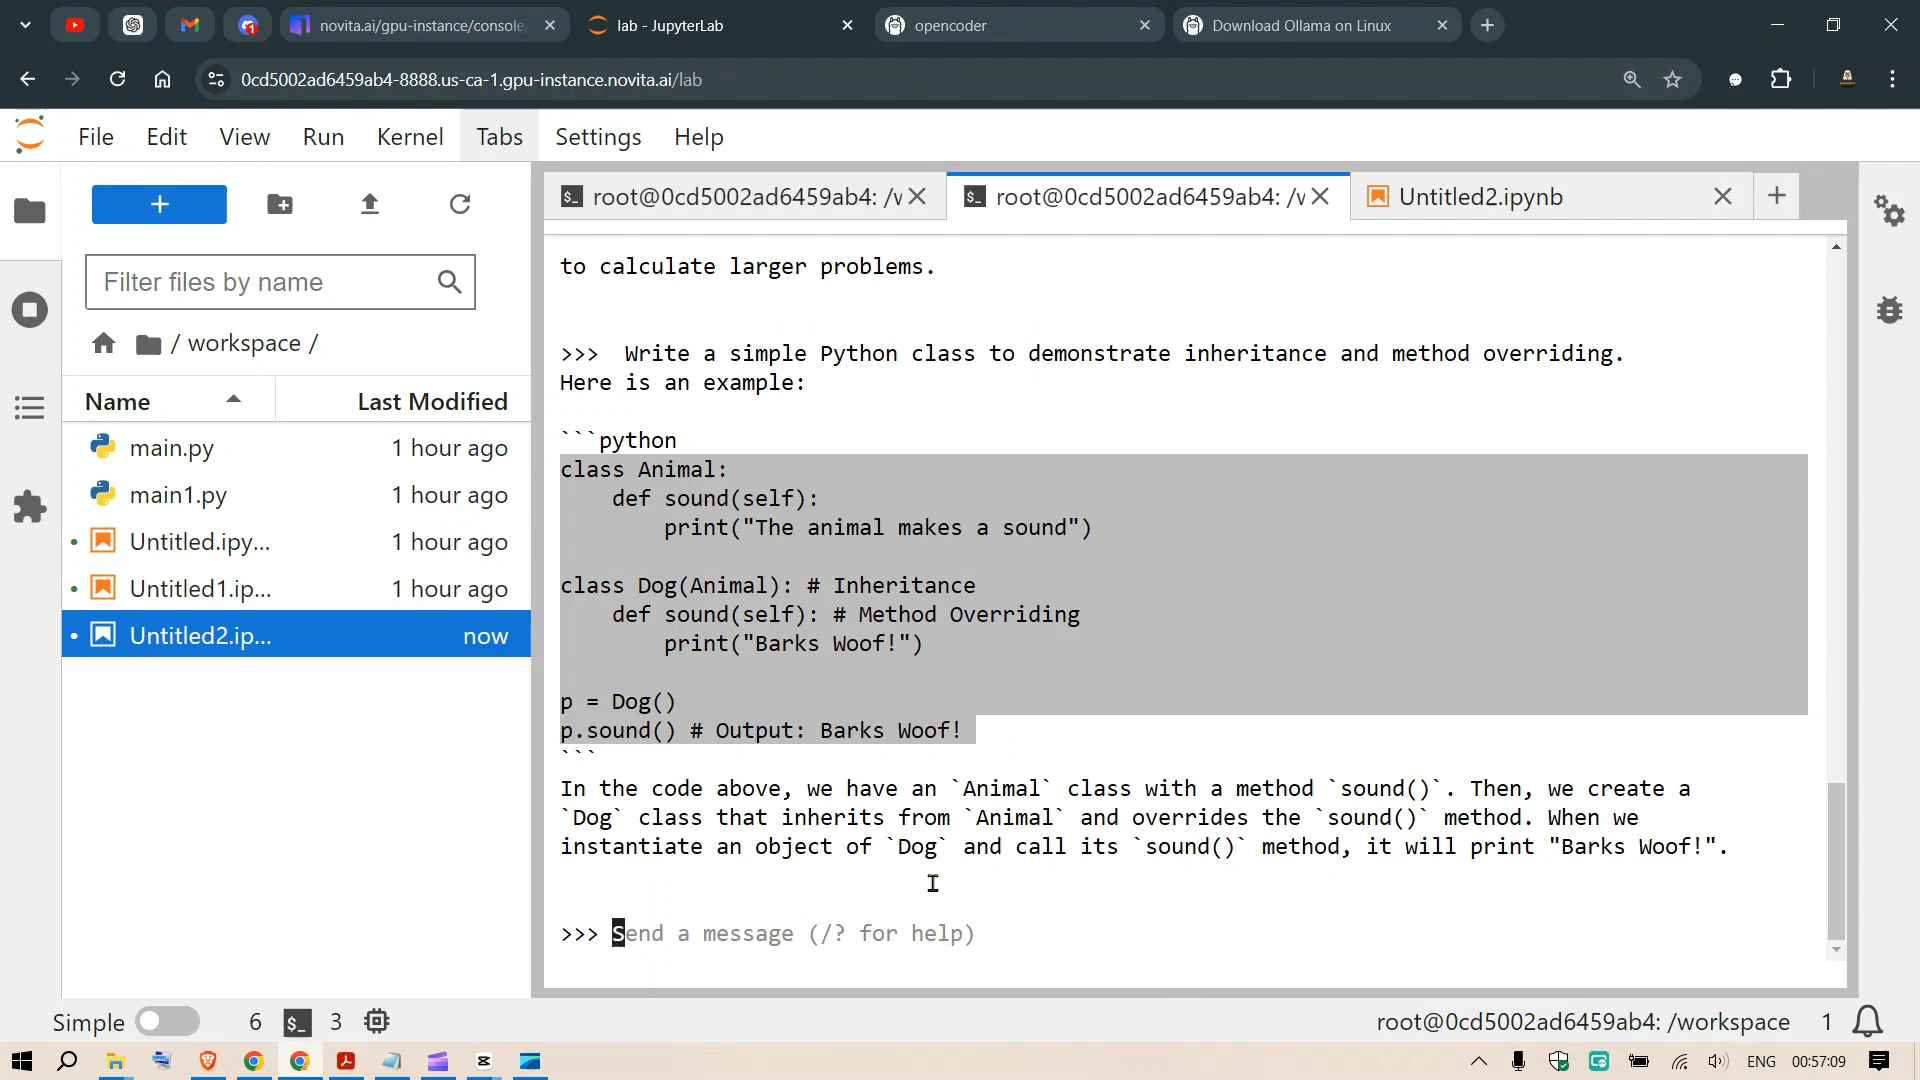 novita.ai/gpu-instance/console/
lab - JupyterLab
opencoder
Download Ollama on Linux
0cd5002ad6459ab4-8888.us-ca-1.gpu-instance.novita.ai/lab
File Edit View Run Kernel Tabs Settings Help
+
root@0cd5002ad6459ab4: /w
root@0cd5002ad6459ab4: /w
Untitled2.ipynb
Filter files by name
/ workspace /
Name Last Modified
main.py 1 hour ago
main1.py 1 hour ago
Untitled.ipy... 1 hour ago
Untitled1.ip... 1 hour ago
Untitled2.ip... now
to calculate larger problems.
>>> Write a simple Python class to demonstrate inheritance and method overriding.
Here is an example:
```python
class Animal:
    def sound(self):
        print("The animal makes a sound")
class Dog(Animal): # Inheritance
    def sound(self): # Method Overriding
        print("Barks Woof!")
p = Dog()
p.sound() # Output: Barks Woof!
```
In the code above, we have an `Animal` class with a method `sound()`. Then, we create a
`Dog` class that inherits from `Animal` and overrides the `sound()` method. When we
instantiate an object of `Dog` and call its `sound()` method, it will print "Barks Woof!".
>>> Send a message (/? for help)
Simple 6 $_ 3
root@0cd5002ad6459ab4: /workspace 1
ENG 00:57:09